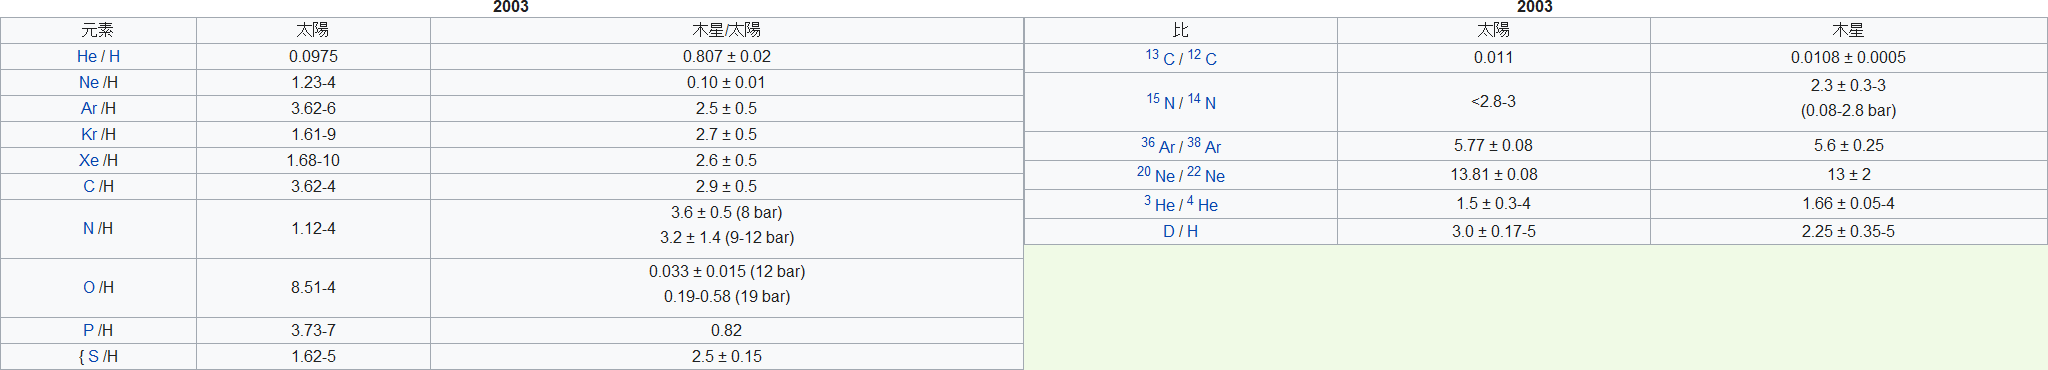 2003
元素 太陽 木星/太陽
He / H 0.0975 0.807 ± 0.02
Ne /H 1.23-4 0.10 ± 0.01
Ar /H 3.62-6 2.5 ± 0.5
Kr /H 1.61-9 2.7 ± 0.5
Xe /H 1.68-10 2.6 ± 0.5
C /H 3.62-4 2.9 ± 0.5
N /H 1.12-4 3.6 ± 0.5 (8 bar)
3.2 ± 1.4 (9-12 bar)
O /H 8.51-4 0.033 ± 0.015 (12 bar)
0.19-0.58 (19 bar)
P /H 3.73-7 0.82
{ S /H 1.62-5 2.5 ± 0.15
2003
比 太陽 木星
13 C / 12 C 0.011 0.0108 ± 0.0005
15 N / 14 N <2.8-3 2.3 ± 0.3-3
(0.08-2.8 bar)
36 Ar / 38 Ar 5.77 ± 0.08 5.6 ± 0.25
20 Ne / 22 Ne 13.81 ± 0.08 13 ± 2
3 He / 4 He 1.5 ± 0.3-4 1.66 ± 0.05-4
D / H 3.0 ± 0.17-5 2.25 ± 0.35-5